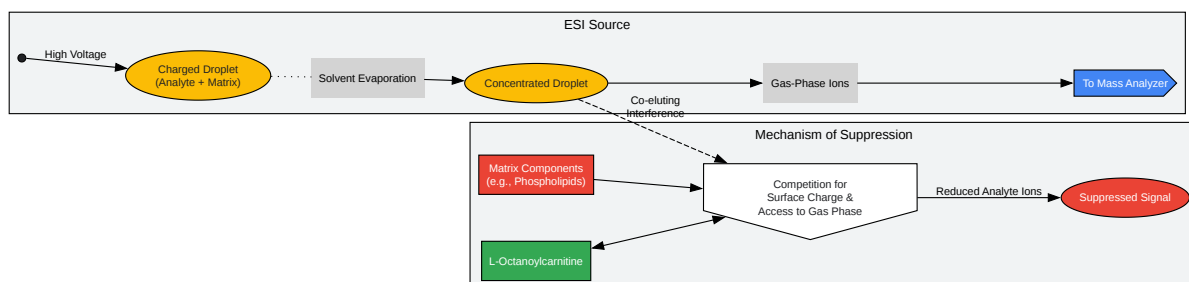 ESI Source
High Voltage
Charged Droplet
(Analyte + Matrix)
Solvent Evaporation
Concentrated Droplet
Gas-Phase Ions
To Mass Analyzer
Co-eluting
Interference
Mechanism of Suppression
Matrix Components
(e.g., Phospholipids)
Competition for
Surface Charge &
Access to Gas Phase
Reduced Analyte Ions
Suppressed Signal
L-Octanoylcarnitine